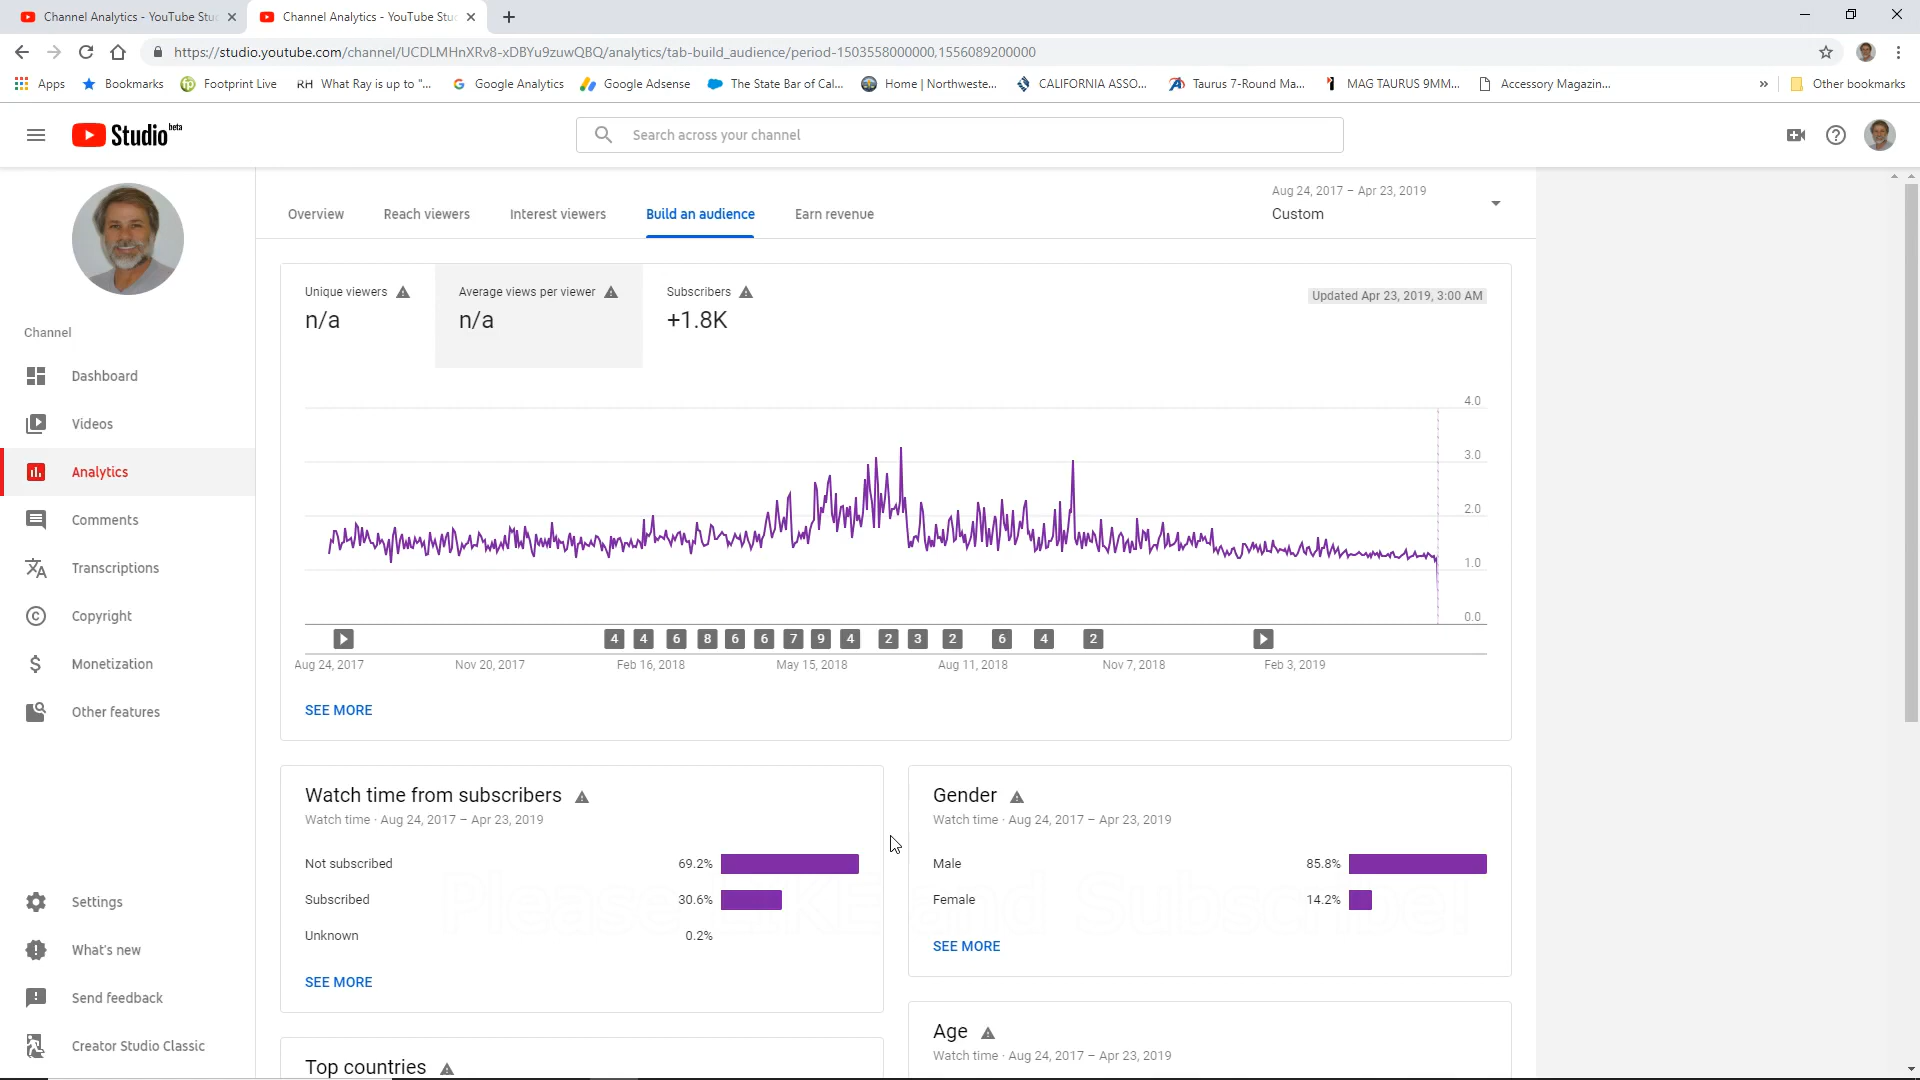 Channel Analytics - YouTube Stu
Channel Analytics - YouTube Stu
https://studio.youtube.com/channel/UCDLMHnXRv8-xDBYu9zuwQBQ/analytics/tab-build_audience/period-1503558000000,1556089200000
Apps
Bookmarks
Footprint Live
RH What Ray is up to "...
Google Analytics
Google Adsense
The State Bar of Cal...
Home | Northweste...
CALIFORNIA ASSO...
Taurus 7-Round Ma...
MAG TAURUS 9MM...
Accessory Magazin...
»
Other bookmarks
Studio beta
Search across your channel
Channel
Dashboard
Videos
Analytics
Comments
Transcriptions
Copyright
Monetization
Other features
Settings
What's new
Send feedback
Creator Studio Classic
Overview
Reach viewers
Interest viewers
Build an audience
Earn revenue
Aug 24, 2017 – Apr 23, 2019
Custom
Unique viewers
n/a
Average views per viewer
n/a
Subscribers
+1.8K
Updated Apr 23, 2019, 3:00 AM
4.0
3.0
2.0
1.0
0.0
4 4 6 8 6 6 7 9 4 2 3 2 6 4 2
Aug 24, 2017 Nov 20, 2017 Feb 16, 2018 May 15, 2018 Aug 11, 2018 Nov 7, 2018 Feb 3, 2019
SEE MORE
Watch time from subscribers
Watch time · Aug 24, 2017 – Apr 23, 2019
Not subscribed 69.2%
Subscribed 30.6%
Unknown 0.2%
SEE MORE
Gender
Watch time · Aug 24, 2017 – Apr 23, 2019
Male 85.8%
Female 14.2%
SEE MORE
Please LIKE and Subscribe!
Top countries
Age
Watch time · Aug 24, 2017 – Apr 23, 2019